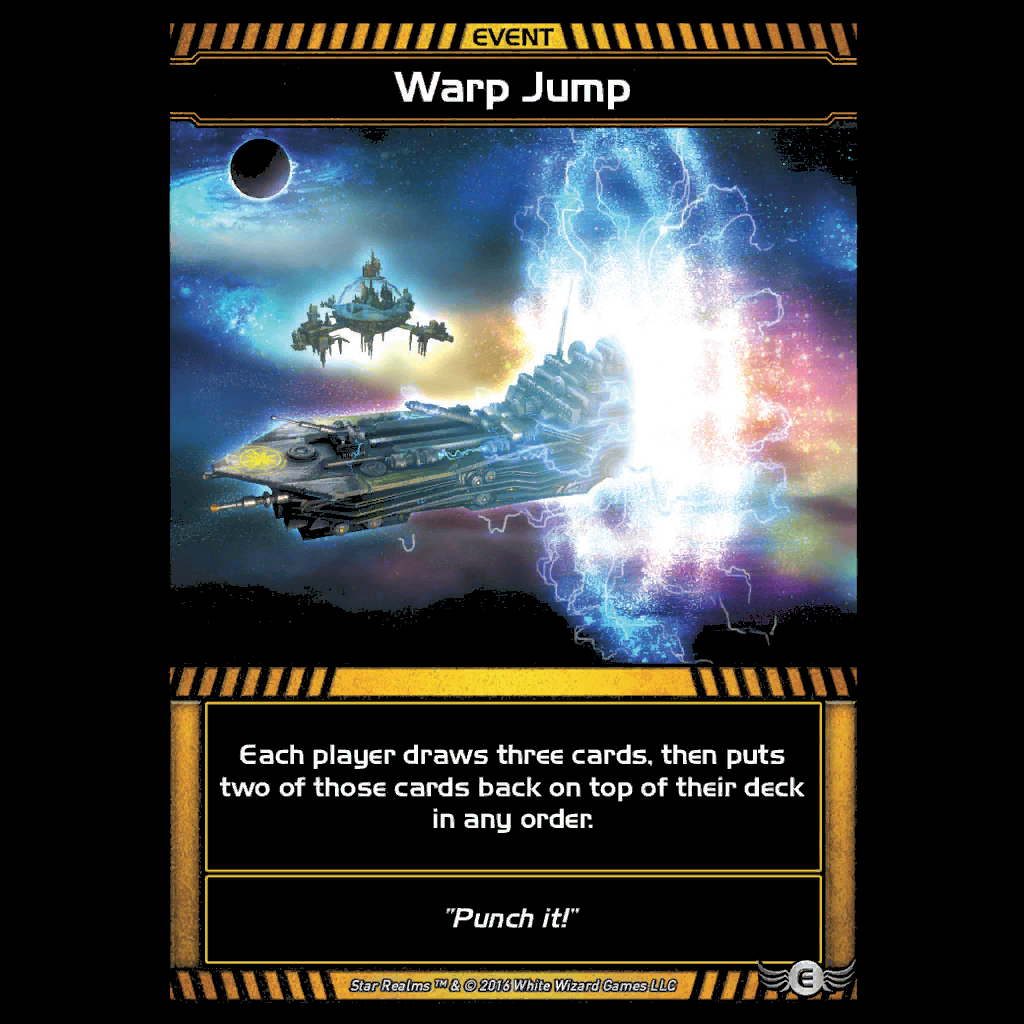 EVENT
Warp Jump
Each player draws three cards, then puts
two of those cards back on top of their deck
in any order.
"Punch it!"
E
Star Realms ™ & © 2016 White Wizard Games LLC